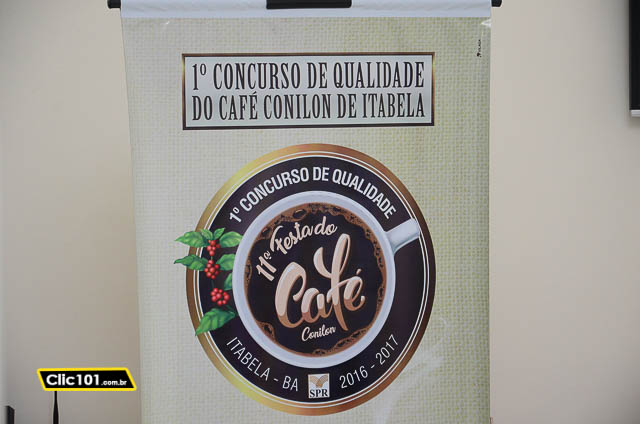 1º CONCURSO DE QUALIDADE
DO CAFÉ CONILON DE ITABELA
1º CONCURSO DE QUALIDADE
11ª Festa do
Café
Conilon
ITABELA - BA
SPR
2016 - 2017
Clic101.com.br